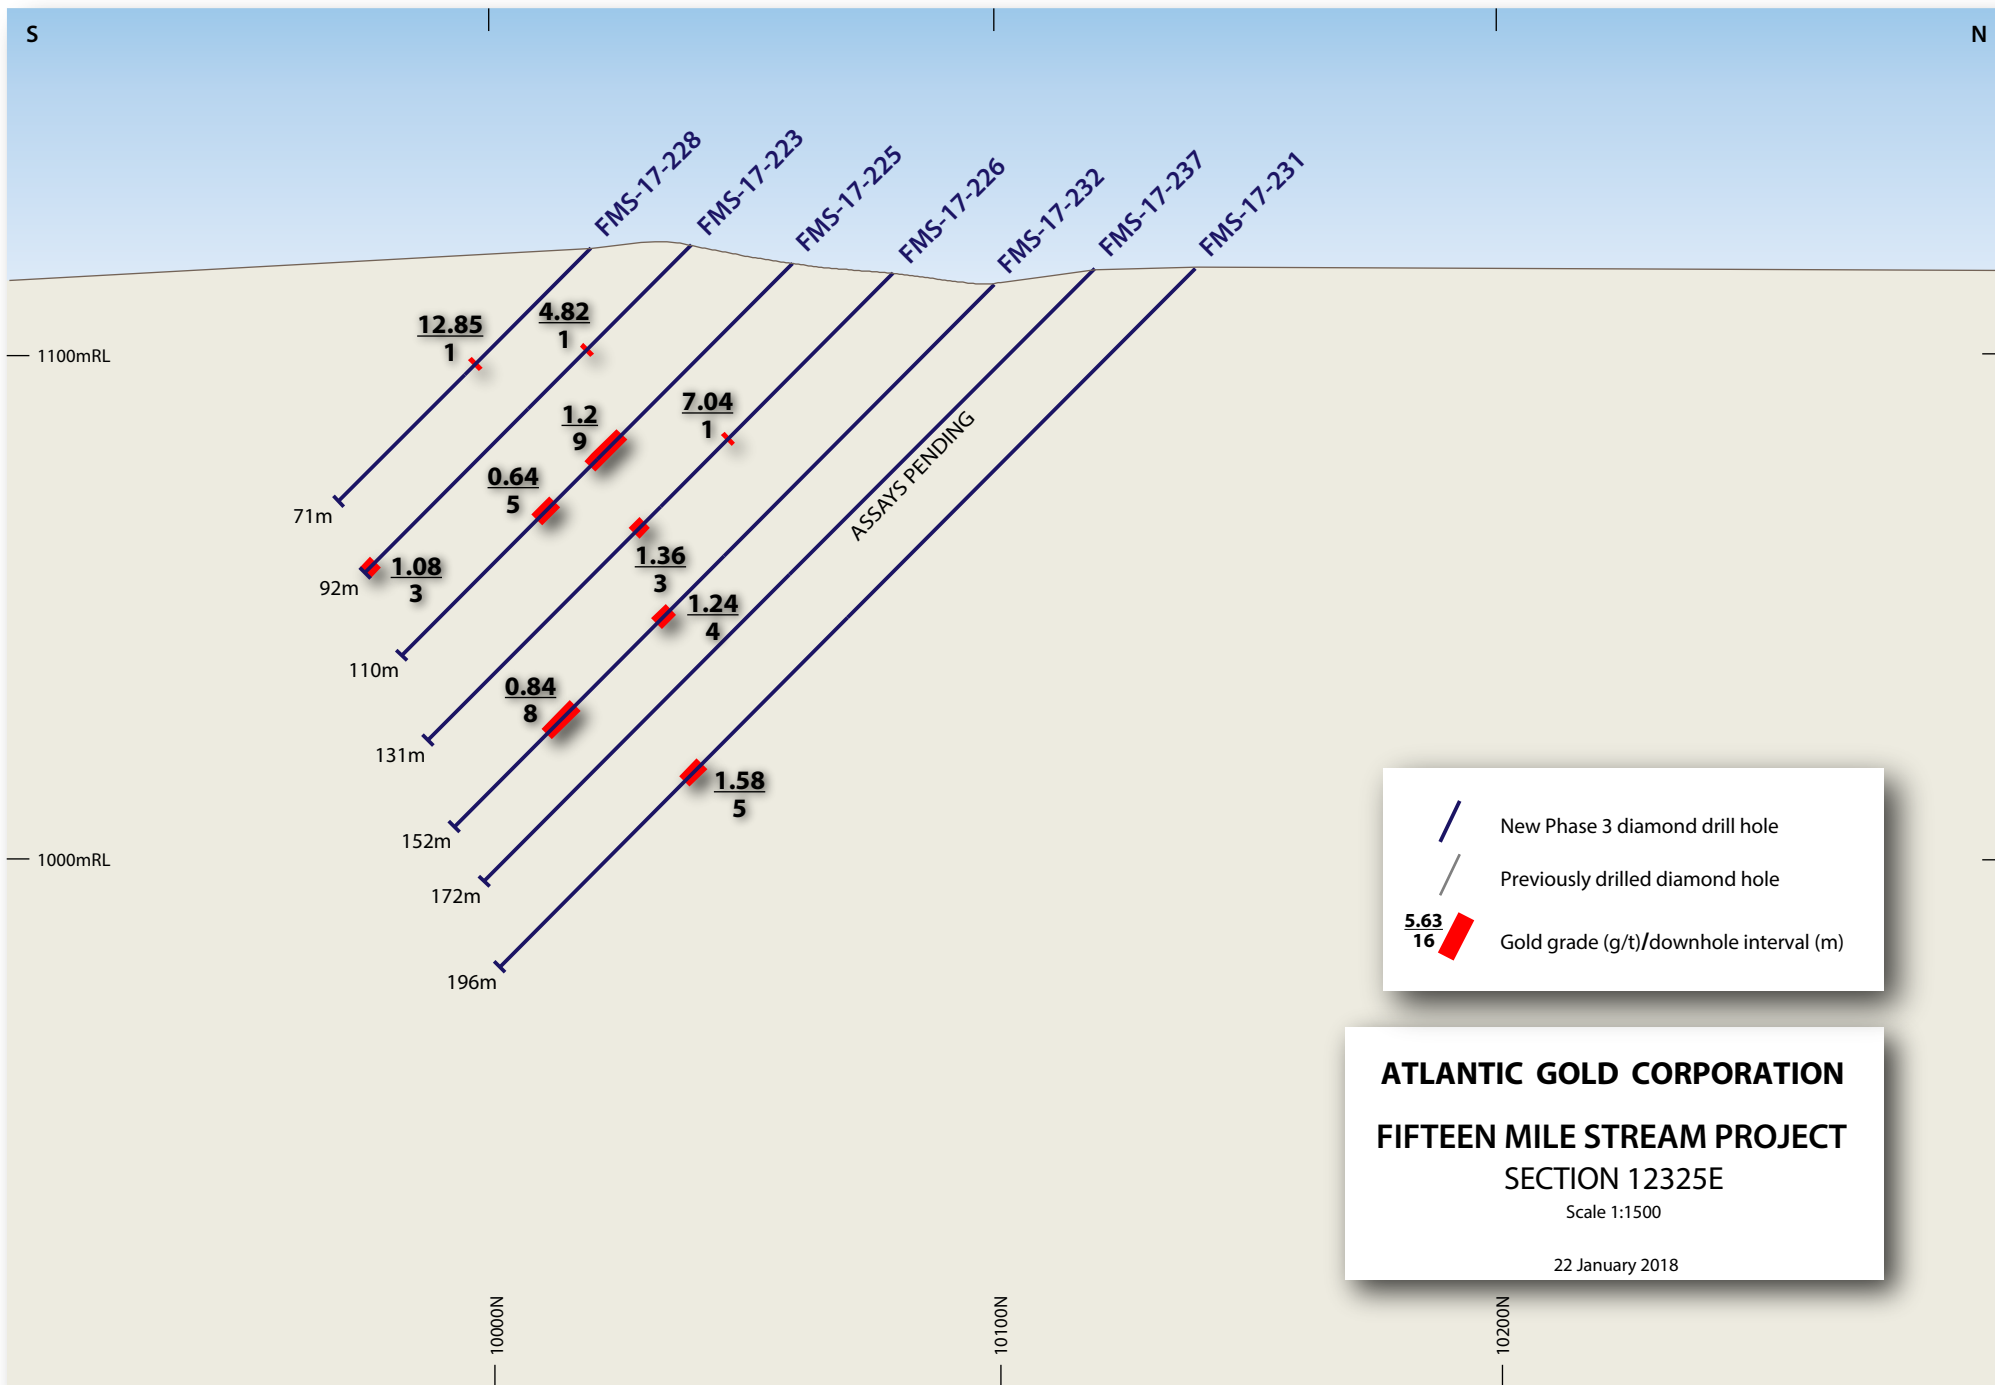 S
N
FMS-17-228
FMS-17-223
FMS-17-225
FMS-17-226
FMS-17-232
FMS-17-237
FMS-17-231
12.85
1
4.82
1
1100mRL
1.2
9
7.04
1
ASSAYS PENDING
0.64
5
71m
1.08
3
92m
1.36
3
1.24
4
110m
0.84
8
131m
1.58
5
152m
1000mRL
172m
196m
New Phase 3 diamond drill hole
Previously drilled diamond hole
5.63
16
Gold grade (g/t)/downhole interval (m)
ATLANTIC GOLD CORPORATION
FIFTEEN MILE STREAM PROJECT
SECTION 12325E
Scale 1:1500
22 January 2018
10000N
10100N
10200N